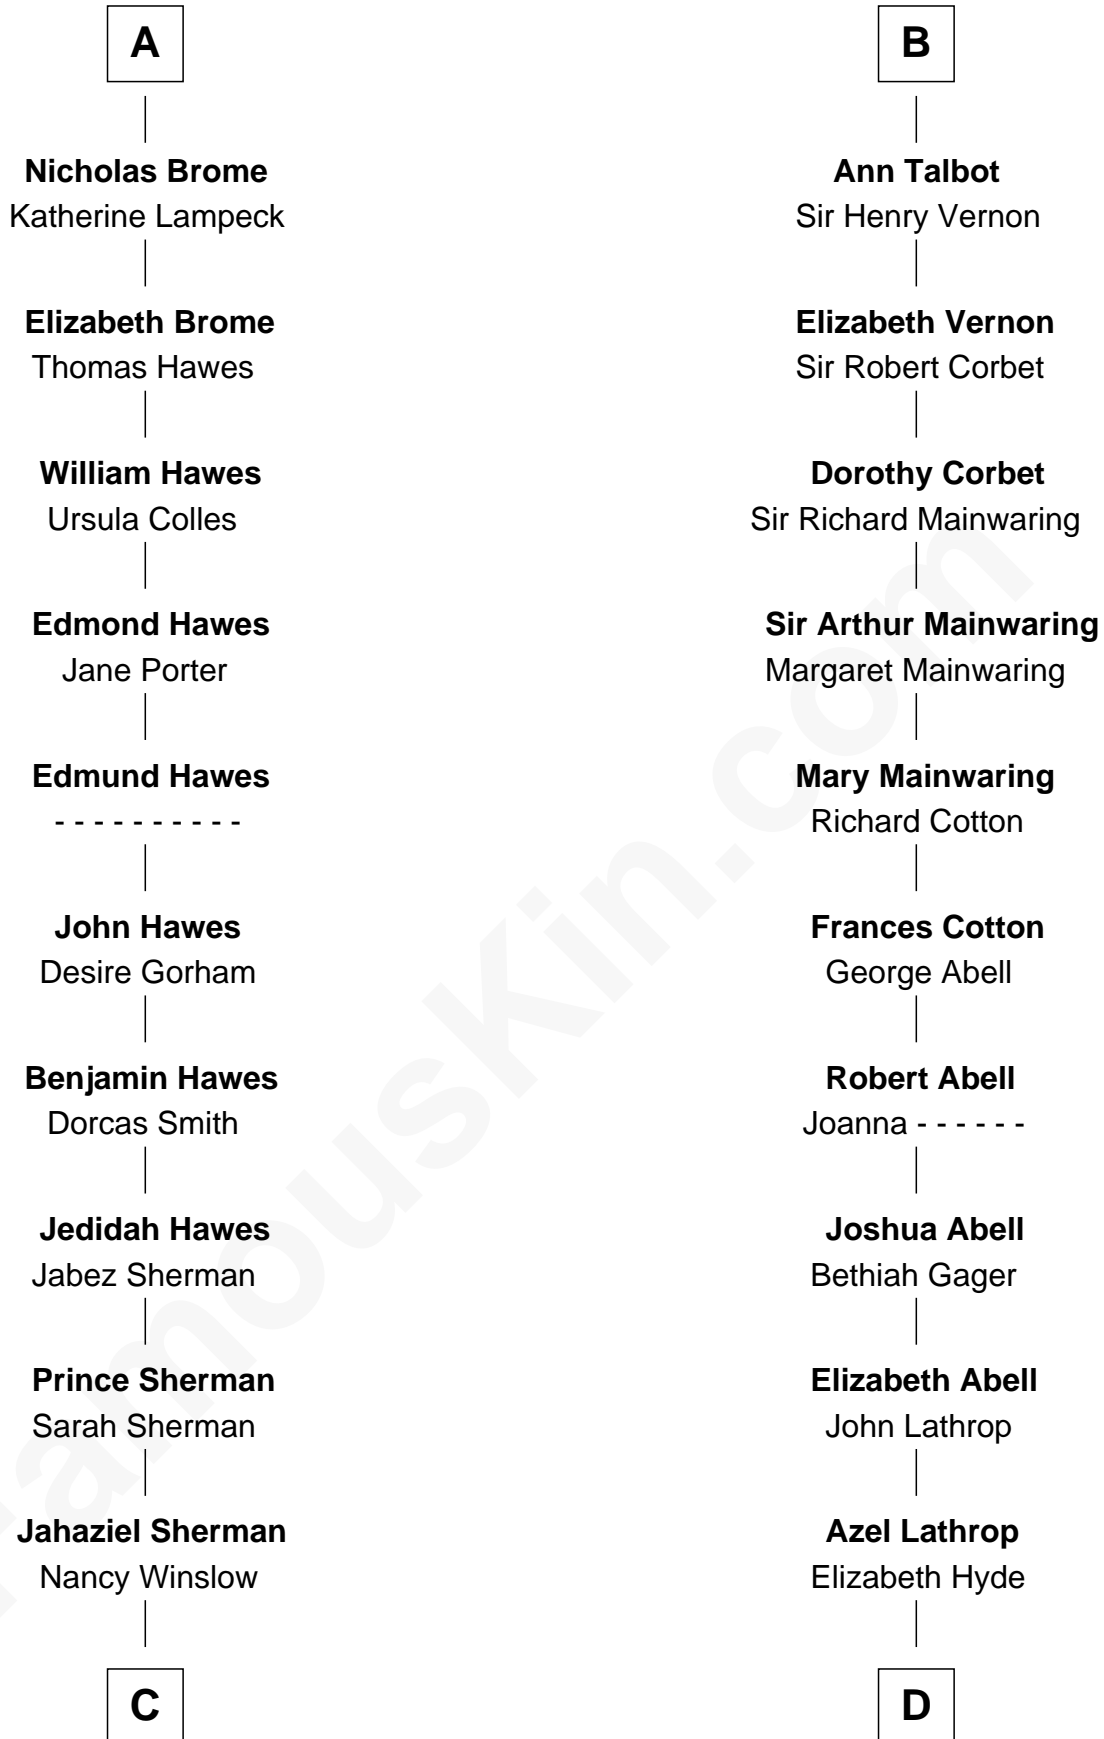 A
Nicholas Brome
Katherine Lampeck
Elizabeth Brome
Thomas Hawes
William Hawes
Ursula Colles
Edmond Hawes
Jane Porter
Edmund Hawes
- - - - - - - - - -
John Hawes
Desire Gorham
Benjamin Hawes
Dorcas Smith
Jedidah Hawes
Jabez Sherman
Prince Sherman
Sarah Sherman
Jahaziel Sherman
Nancy Winslow
C
B
Ann Talbot
Sir Henry Vernon
Elizabeth Vernon
Sir Robert Corbet
Dorothy Corbet
Sir Richard Mainwaring
Sir Arthur Mainwaring
Margaret Mainwaring
Mary Mainwaring
Richard Cotton
Frances Cotton
George Abell
Robert Abell
Joanna - - - - - -
Joshua Abell
Bethiah Gager
Elizabeth Abell
John Lathrop
Azel Lathrop
Elizabeth Hyde
D
FamousKin.com